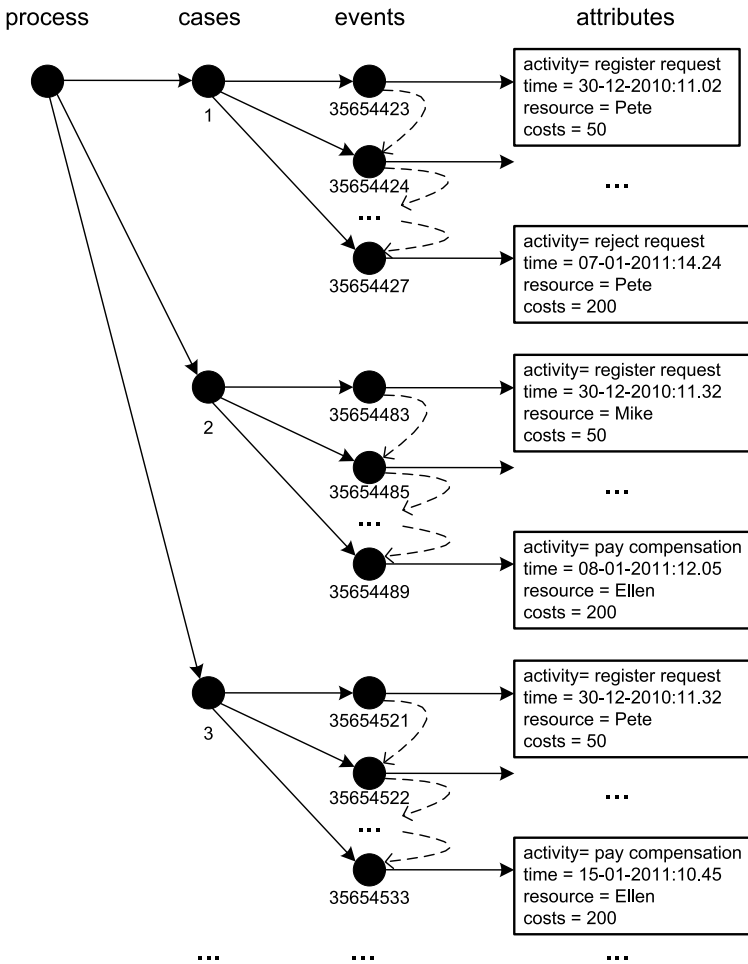 process cases events attributes
activity= register request
time = 30-12-2010:11.02
resource = Pete
costs = 50
1
35654423
35654424
...
...
activity= reject request
time = 07-01-2011:14.24
resource = Pete
costs = 200
35654427
activity= register request
time = 30-12-2010:11.32
resource = Mike
costs = 50
2
35654483
35654485
...
...
activity= pay compensation
time = 08-01-2011:12.05
resource = Ellen
costs = 200
35654489
activity= register request
time = 30-12-2010:11.32
resource = Pete
costs = 50
3
35654521
35654522
...
...
activity= pay compensation
time = 15-01-2011:10.45
resource = Ellen
costs = 200
35654533
... ... ...